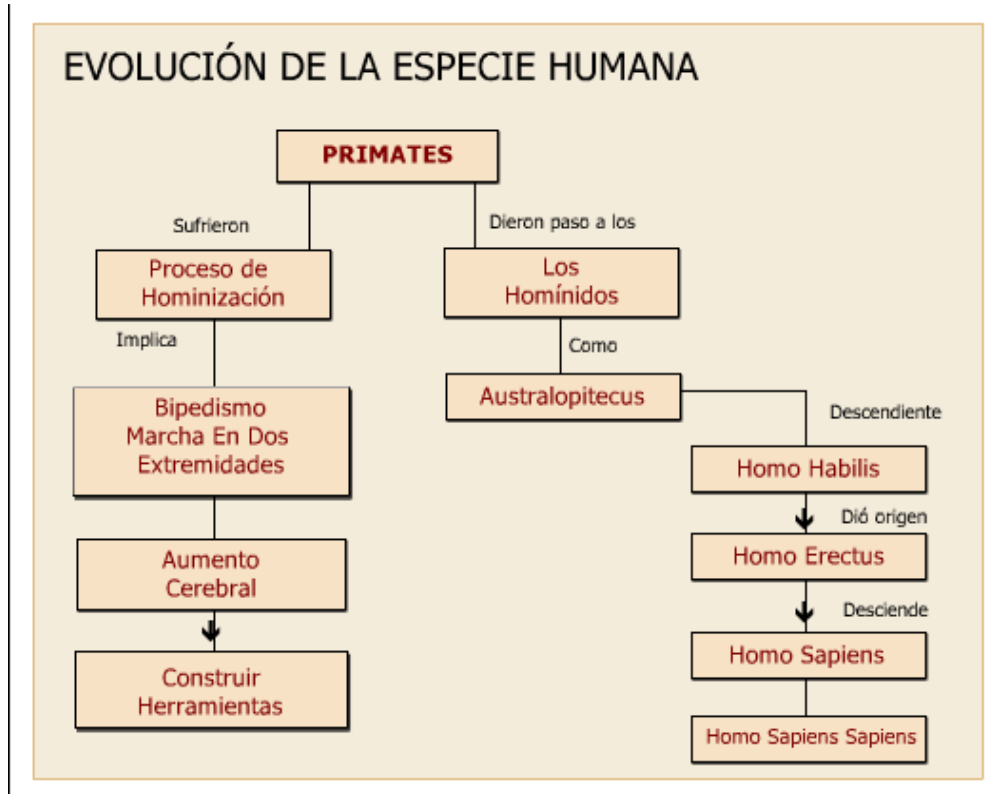 EVOLUCIÓN DE LA ESPECIE HUMANA
PRIMATES
Sufrieron
Proceso de
Hominización
Implica
Bipedismo
Marcha En Dos
Extremidades
Aumento
Cerebral
Construir
Herramientas
Dieron paso a los
Los
Homínidos
Como
Australopitecus
Descendiente
Homo Habilis
Dió origen
Homo Erectus
Desciende
Homo Sapiens
Homo Sapiens Sapiens